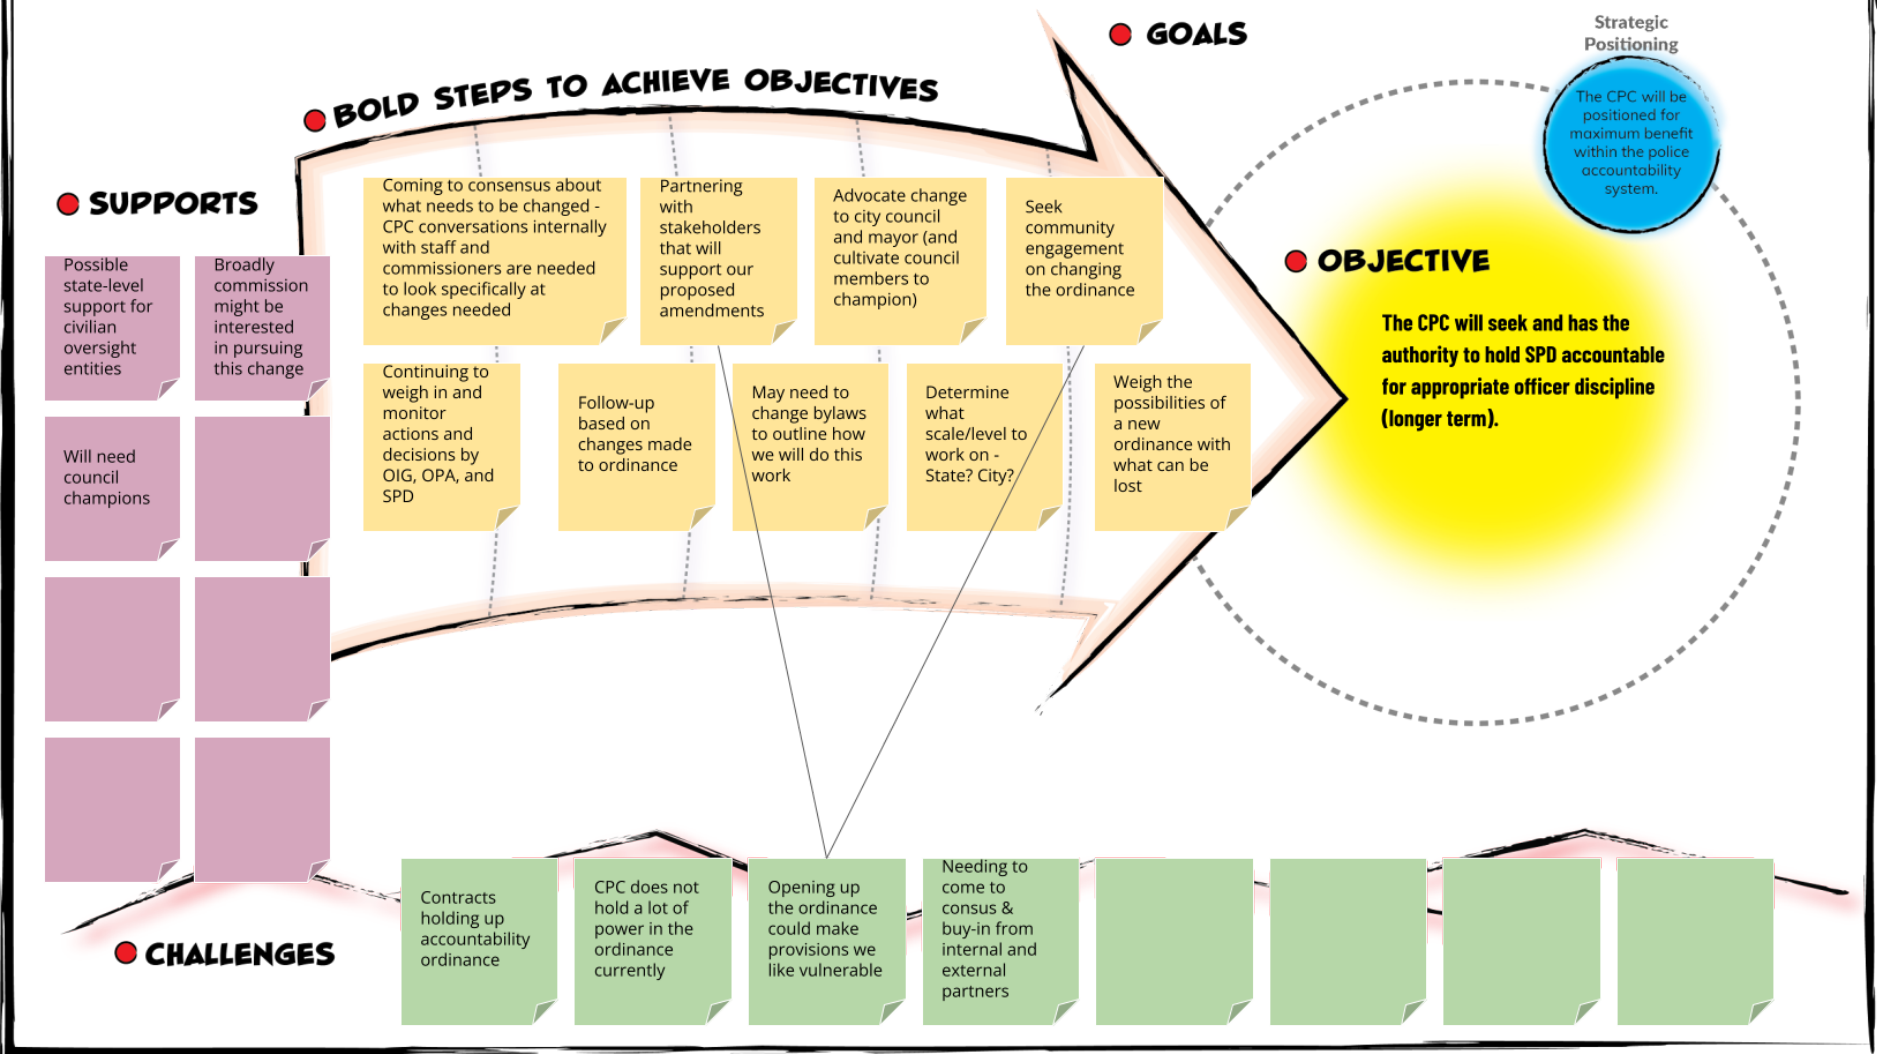 GOALS
Strategic
Positioning
The CPC will be
positioned for
maximum benefit
within the police
accountability
system.
BOLD STEPS TO ACHIEVE OBJECTIVES
SUPPORTS
Possible
state-level
support for
civilian
oversight
entities
Broadly
commission
might be
interested
in pursuing
this change
Will need
council
champions
Coming to consensus about
what needs to be changed -
CPC conversations internally
with staff and
commissioners are needed
to look specifically at
changes needed
Partnering
with
stakeholders
that will
support our
proposed
amendments
Advocate change
to city council
and mayor (and
cultivate council
members to
champion)
Seek
community
engagement
on changing
the ordinance
Continuing to
weigh in and
monitor
actions and
decisions by
OIG, OPA, and
SPD
Follow-up
based on
changes made
to ordinance
May need to
change bylaws
to outline how
we will do this
work
Determine
what
scale/level to
work on -
State? City?
Weigh the
possibilities of
a new
ordinance with
what can be
lost
OBJECTIVE
The CPC will seek and has the
authority to hold SPD accountable
for appropriate officer discipline
(longer term).
CHALLENGES
Contracts
holding up
accountability
ordinance
CPC does not
hold a lot of
power in the
ordinance
currently
Opening up
the ordinance
could make
provisions we
like vulnerable
Needing to
come to
consus &
buy-in from
internal and
external
partners